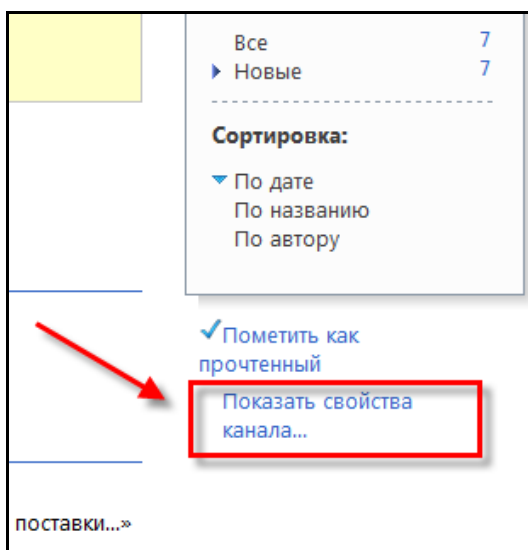 Все 7
Новые 7
Сортировка:
По дате
По названию
По автору
Пометить как
прочтенный
Показать свойства
канала...
поставки...»